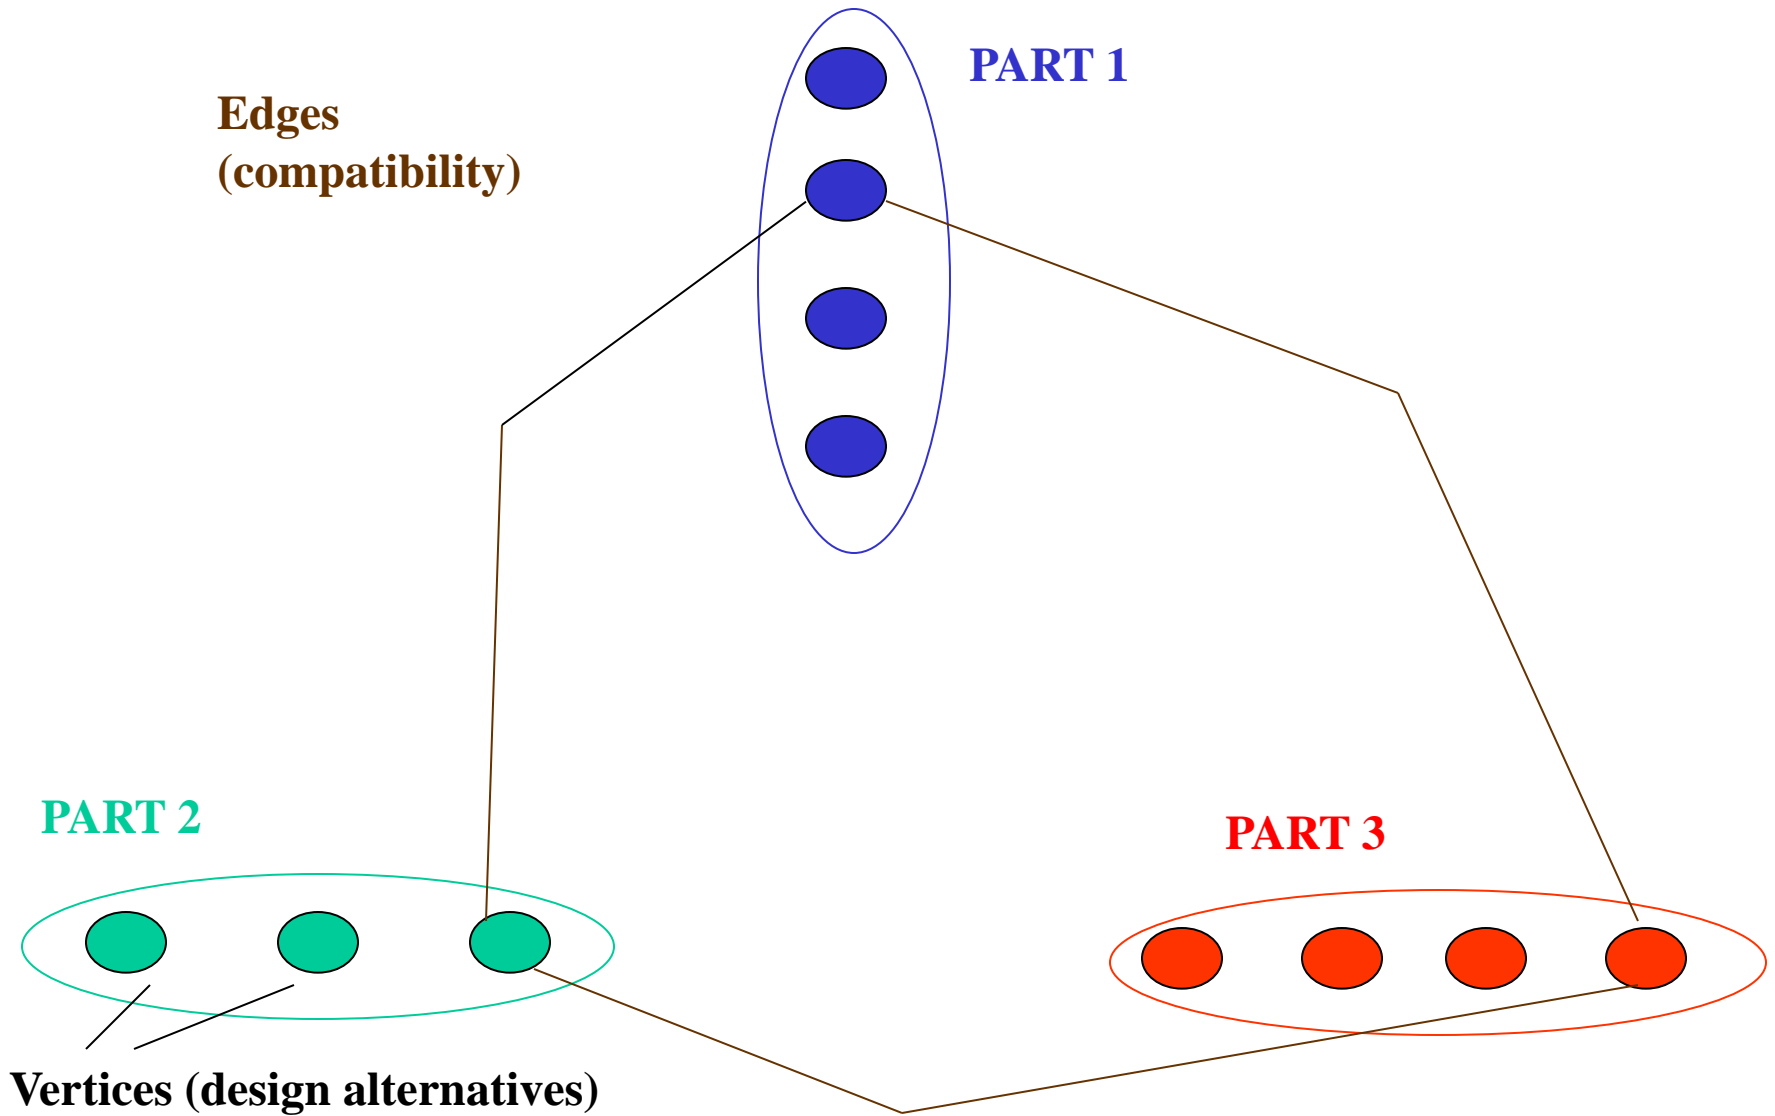 PART 1
Edges
(compatibility)
PART 2
PART 3
Vertices (design alternatives)